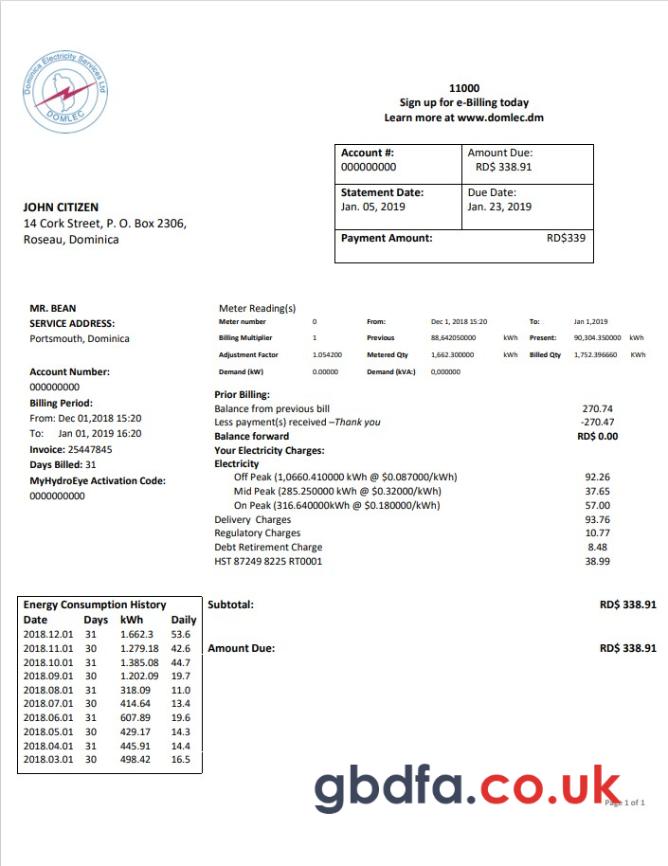 Dominica Electricity Services Ltd
DOMLEC
11000
Sign up for e-Billing today
Learn more at www.domlec.dm
Account #:
000000000
Amount Due:
RD$ 338.91
Statement Date:
Jan. 05, 2019
Due Date:
Jan. 23, 2019
Payment Amount: RD$339
JOHN CITIZEN
14 Cork Street, P. O. Box 2306,
Roseau, Dominica
MR. BEAN
SERVICE ADDRESS:
Portsmouth, Dominica
Account Number:
000000000
Billing Period:
From: Dec 01,2018 15:20
To: Jan 01, 2019 16:20
Invoice: 25447845
Days Billed: 31
MyHydroEye Activation Code:
0000000000
Meter Reading(s)
Meter number 0 From: Dec 1, 2018 15:20 To: Jan 1,2019
Billing Multiplier 1 Previous 88,642050000 kWh Present: 90,304.350000 kWh
Adjustment Factor 1.054200 Metered Qty 1,662.300000 kWh Billed Qty 1,752.396660 KWh
Demand (kW) 0.00000 Demand (kVA:) 0,000000
Prior Billing:
Balance from previous bill 270.74
Less payment(s) received –Thank you -270.47
Balance forward RD$ 0.00
Your Electricity Charges:
Electricity
Off Peak (1,0660.410000 kWh @ $0.087000/kWh) 92.26
Mid Peak (285.250000 kWh @ $0.32000/kWh) 37.65
On Peak (316.640000kWh @ $0.180000/kWh) 57.00
Delivery Charges 93.76
Regulatory Charges 10.77
Debt Retirement Charge 8.48
HST 87249 8225 RT0001 38.99
Energy Consumption History
Date Days kWh Daily
2018.12.01 31 1.662.3 53.6
2018.11.01 30 1.279.18 42.6
2018.10.01 31 1.385.08 44.7
2018.09.01 30 1.202.09 19.7
2018.08.01 31 318.09 11.0
2018.07.01 30 414.64 13.4
2018.06.01 31 607.89 19.6
2018.05.01 30 429.17 14.3
2018.04.01 31 445.91 14.4
2018.03.01 30 498.42 16.5
Subtotal: RD$ 338.91
Amount Due: RD$ 338.91
gbdfa.co.uk
Page 1 of 1